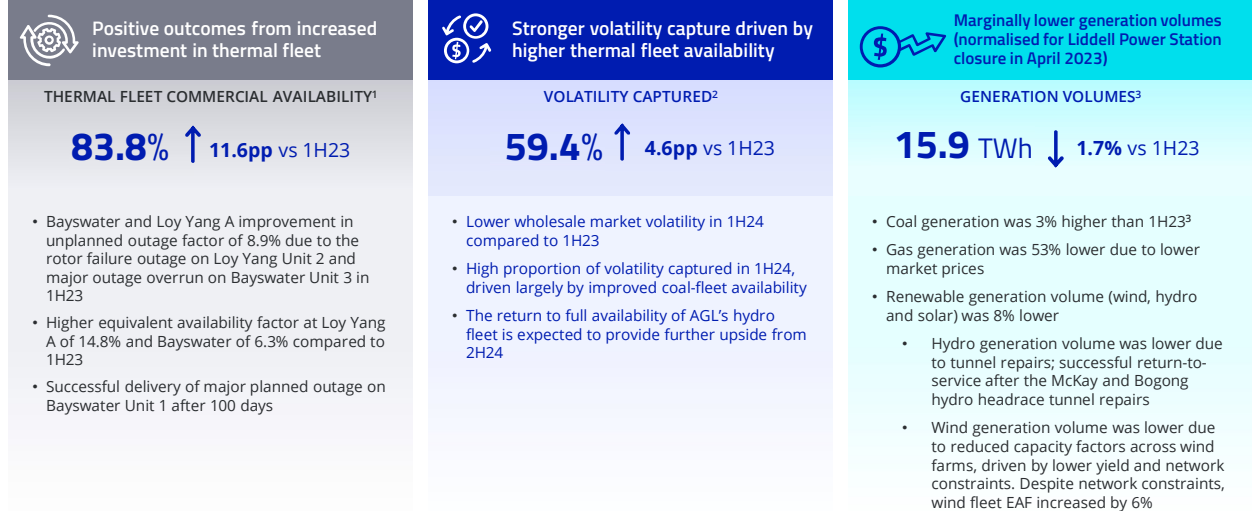 Positive outcomes from increased
investment in thermal fleet
THERMAL FLEET COMMERCIAL AVAILABILITY¹
83.8% ↑ 11.6pp vs 1H23
• Bayswater and Loy Yang A improvement in
unplanned outage factor of 8.9% due to the
rotor failure outage on Loy Yang Unit 2 and
major outage overrun on Bayswater Unit 3 in
1H23
• Higher equivalent availability factor at Loy Yang
A of 14.8% and Bayswater of 6.3% compared to
1H23
• Successful delivery of major planned outage on
Bayswater Unit 1 after 100 days
Stronger volatility capture driven by
higher thermal fleet availability
VOLATILITY CAPTURED²
59.4% ↑ 4.6pp vs 1H23
• Lower wholesale market volatility in 1H24
compared to 1H23
• High proportion of volatility captured in 1H24,
driven largely by improved coal-fleet availability
• The return to full availability of AGL's hydro
fleet is expected to provide further upside from
2H24
Marginally lower generation volumes
(normalised for Liddell Power Station
closure in April 2023)
GENERATION VOLUMES³
15.9 TWh ↓ 1.7% vs 1H23
• Coal generation was 3% higher than 1H23³
• Gas generation was 53% lower due to lower
market prices
• Renewable generation volume (wind, hydro
and solar) was 8% lower
• Hydro generation volume was lower due
to tunnel repairs; successful return-to-
service after the McKay and Bogong
hydro headrace tunnel repairs
• Wind generation volume was lower due
to reduced capacity factors across wind
farms, driven by lower yield and network
constraints. Despite network constraints,
wind fleet EAF increased by 6%